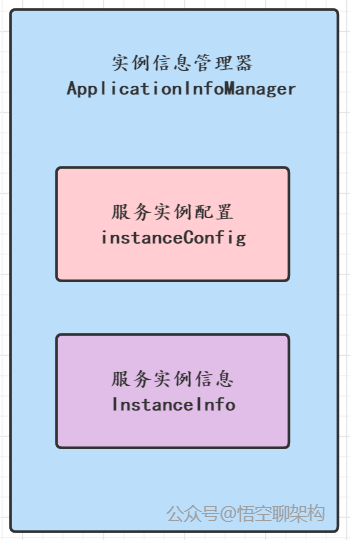 实例信息管理器
ApplicationInfoManager
服务实例配置
instanceConfig
服务实例信息
InstanceInfo
公众号@悟空聊架构